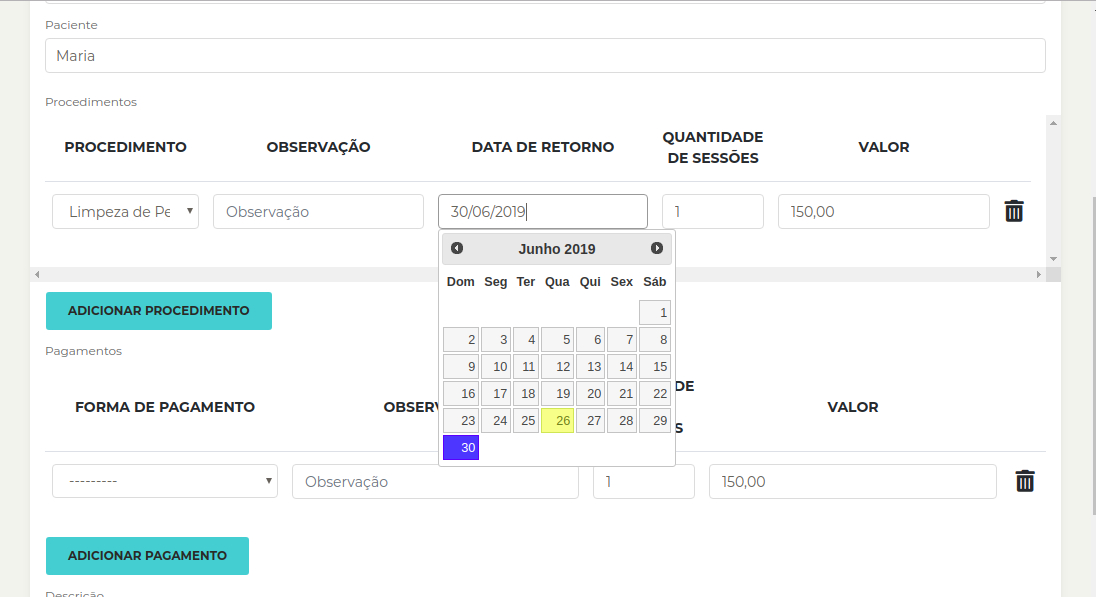 Paciente
Maria
Procedimentos
PROCEDIMENTO OBSERVAÇÃO DATA DE RETORNO QUANTIDADE DE SESSÕES VALOR
Limpeza de Pe Observação 30/06/2019 1 150,00
Junho 2019
Dom Seg Ter Qua Qui Sex Sáb
1
2 3 4 5 6 7 8
9 10 11 12 13 14 15
16 17 18 19 20 21 22
23 24 25 26 27 28 29
30
ADICIONAR PROCEDIMENTO
Pagamentos
FORMA DE PAGAMENTO OBSERV DE S VALOR
--------- Observação 1 150,00
ADICIONAR PAGAMENTO
Descrição